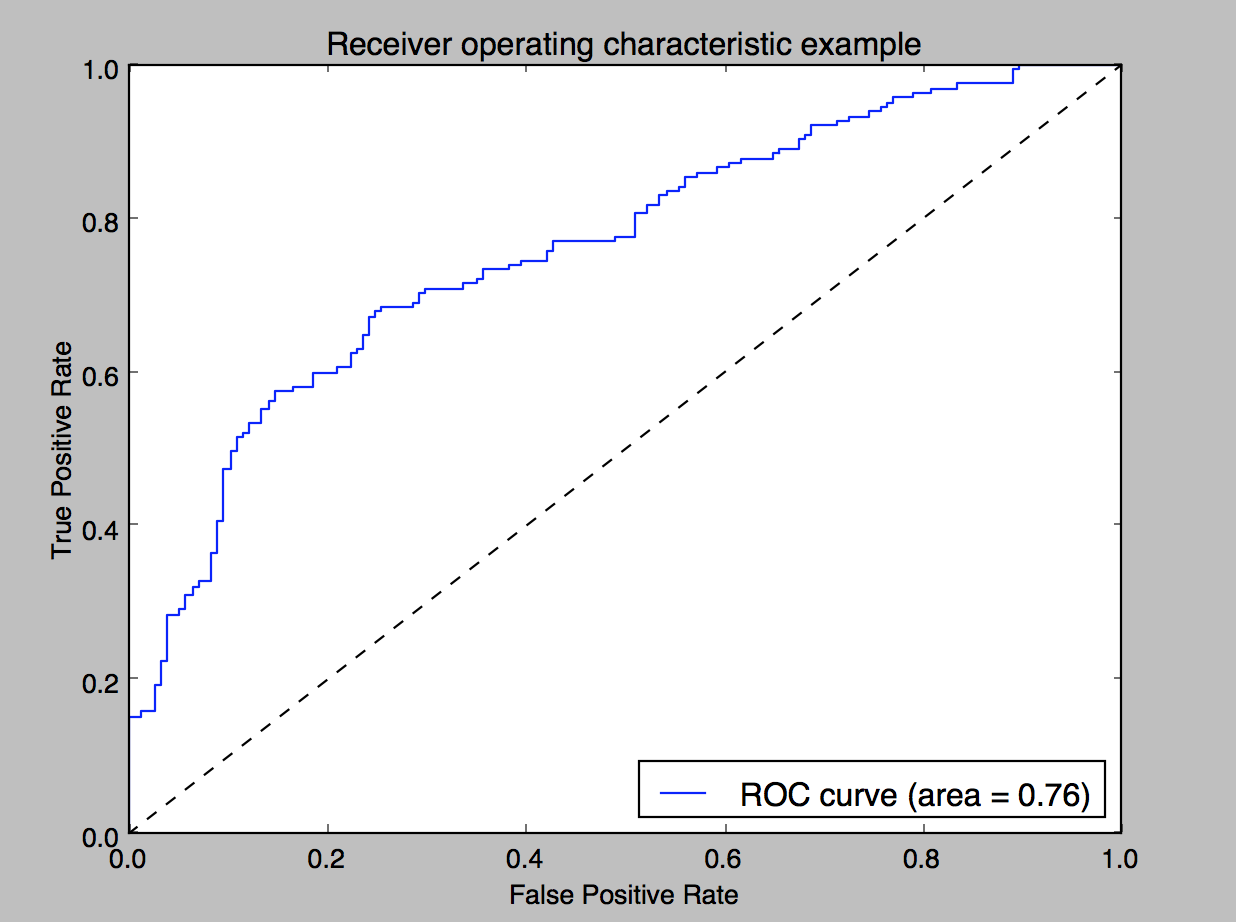 Receiver operating characteristic example
1.0
0.8
0.6
0.4
0.2
0.0
True Positive Rate
ROC curve (area = 0.76)
0.0 0.2 0.4 0.6 0.8 1.0
False Positive Rate